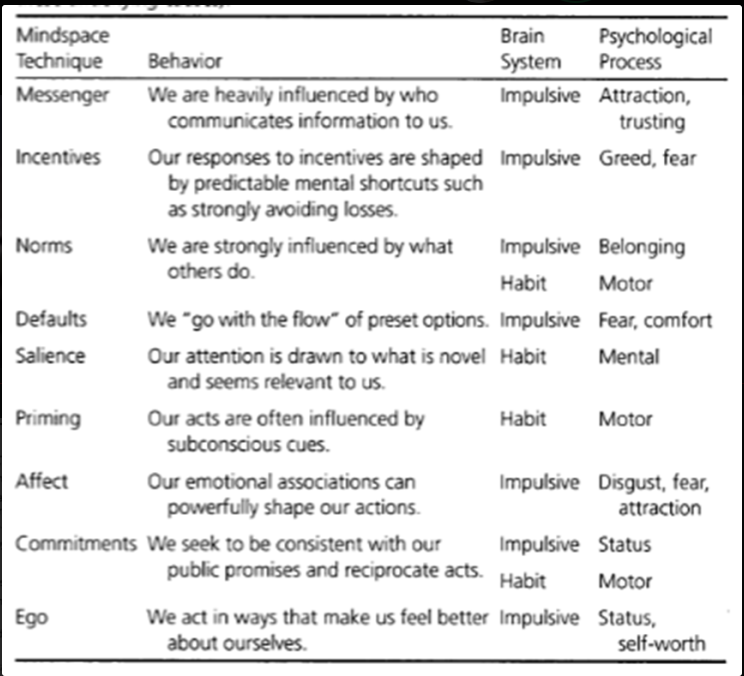 Mindspace Brain Psychological
Technique Behavior System Process
Messenger We are heavily influenced by who Impulsive Attraction,
communicates information to us. trusting
Incentives Our responses to incentives are shaped Impulsive Greed, fear
by predictable mental shortcuts such
as strongly avoiding losses.
Norms We are strongly influenced by what Impulsive Belonging
others do. Habit Motor
Defaults We “go with the flow” of preset options. Impulsive Fear, comfort
Salience Our attention is drawn to what is novel Habit Mental
and seems relevant to us.
Priming Our acts are often influenced by Habit Motor
subconscious cues.
Affect Our emotional associations can Impulsive Disgust, fear,
powerfully shape our actions. attraction
Commitments We seek to be consistent with our Impulsive Status
public promises and reciprocate acts. Habit Motor
Ego We act in ways that make us feel better Impulsive Status,
about ourselves. self-worth